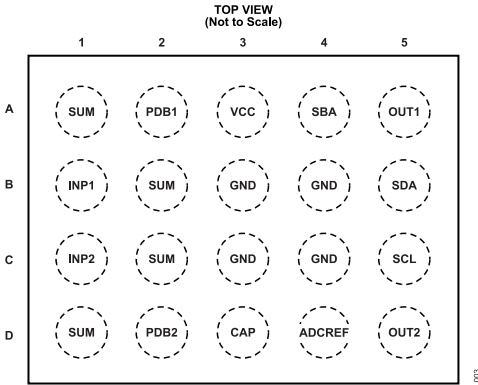 TOP VIEW
(Not to Scale)
1 2 3 4 5
A SUM PDB1 VCC SBA OUT1
B INP1 SUM GND GND SDA
C INP2 SUM GND GND SCL
D SUM PDB2 CAP ADCREF OUT2
003